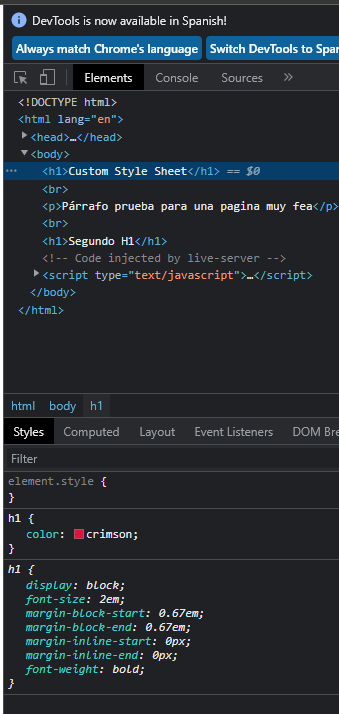 DevTools is now available in Spanish!
Always match Chrome's language
Switch DevTools to Spar
Elements Console Sources »
<!DOCTYPE html>
<html lang="en">
<head>…</head>
<body>
… <h1>Custom Style Sheet</h1> == $0
<br>
<p>Párrafo prueba para una pagina muy fea</p>
<br>
<h1>Segundo H1</h1>
<!-- Code injected by live-server -->
<script type="text/javascript">…</script>
</body>
</html>
html body h1
Styles Computed Layout Event Listeners DOM Bre
Filter
element.style {
}
h1 {
color: crimson;
}
h1 {
display: block;
font-size: 2em;
margin-block-start: 0.67em;
margin-block-end: 0.67em;
margin-inline-start: 0px;
margin-inline-end: 0px;
font-weight: bold;
}